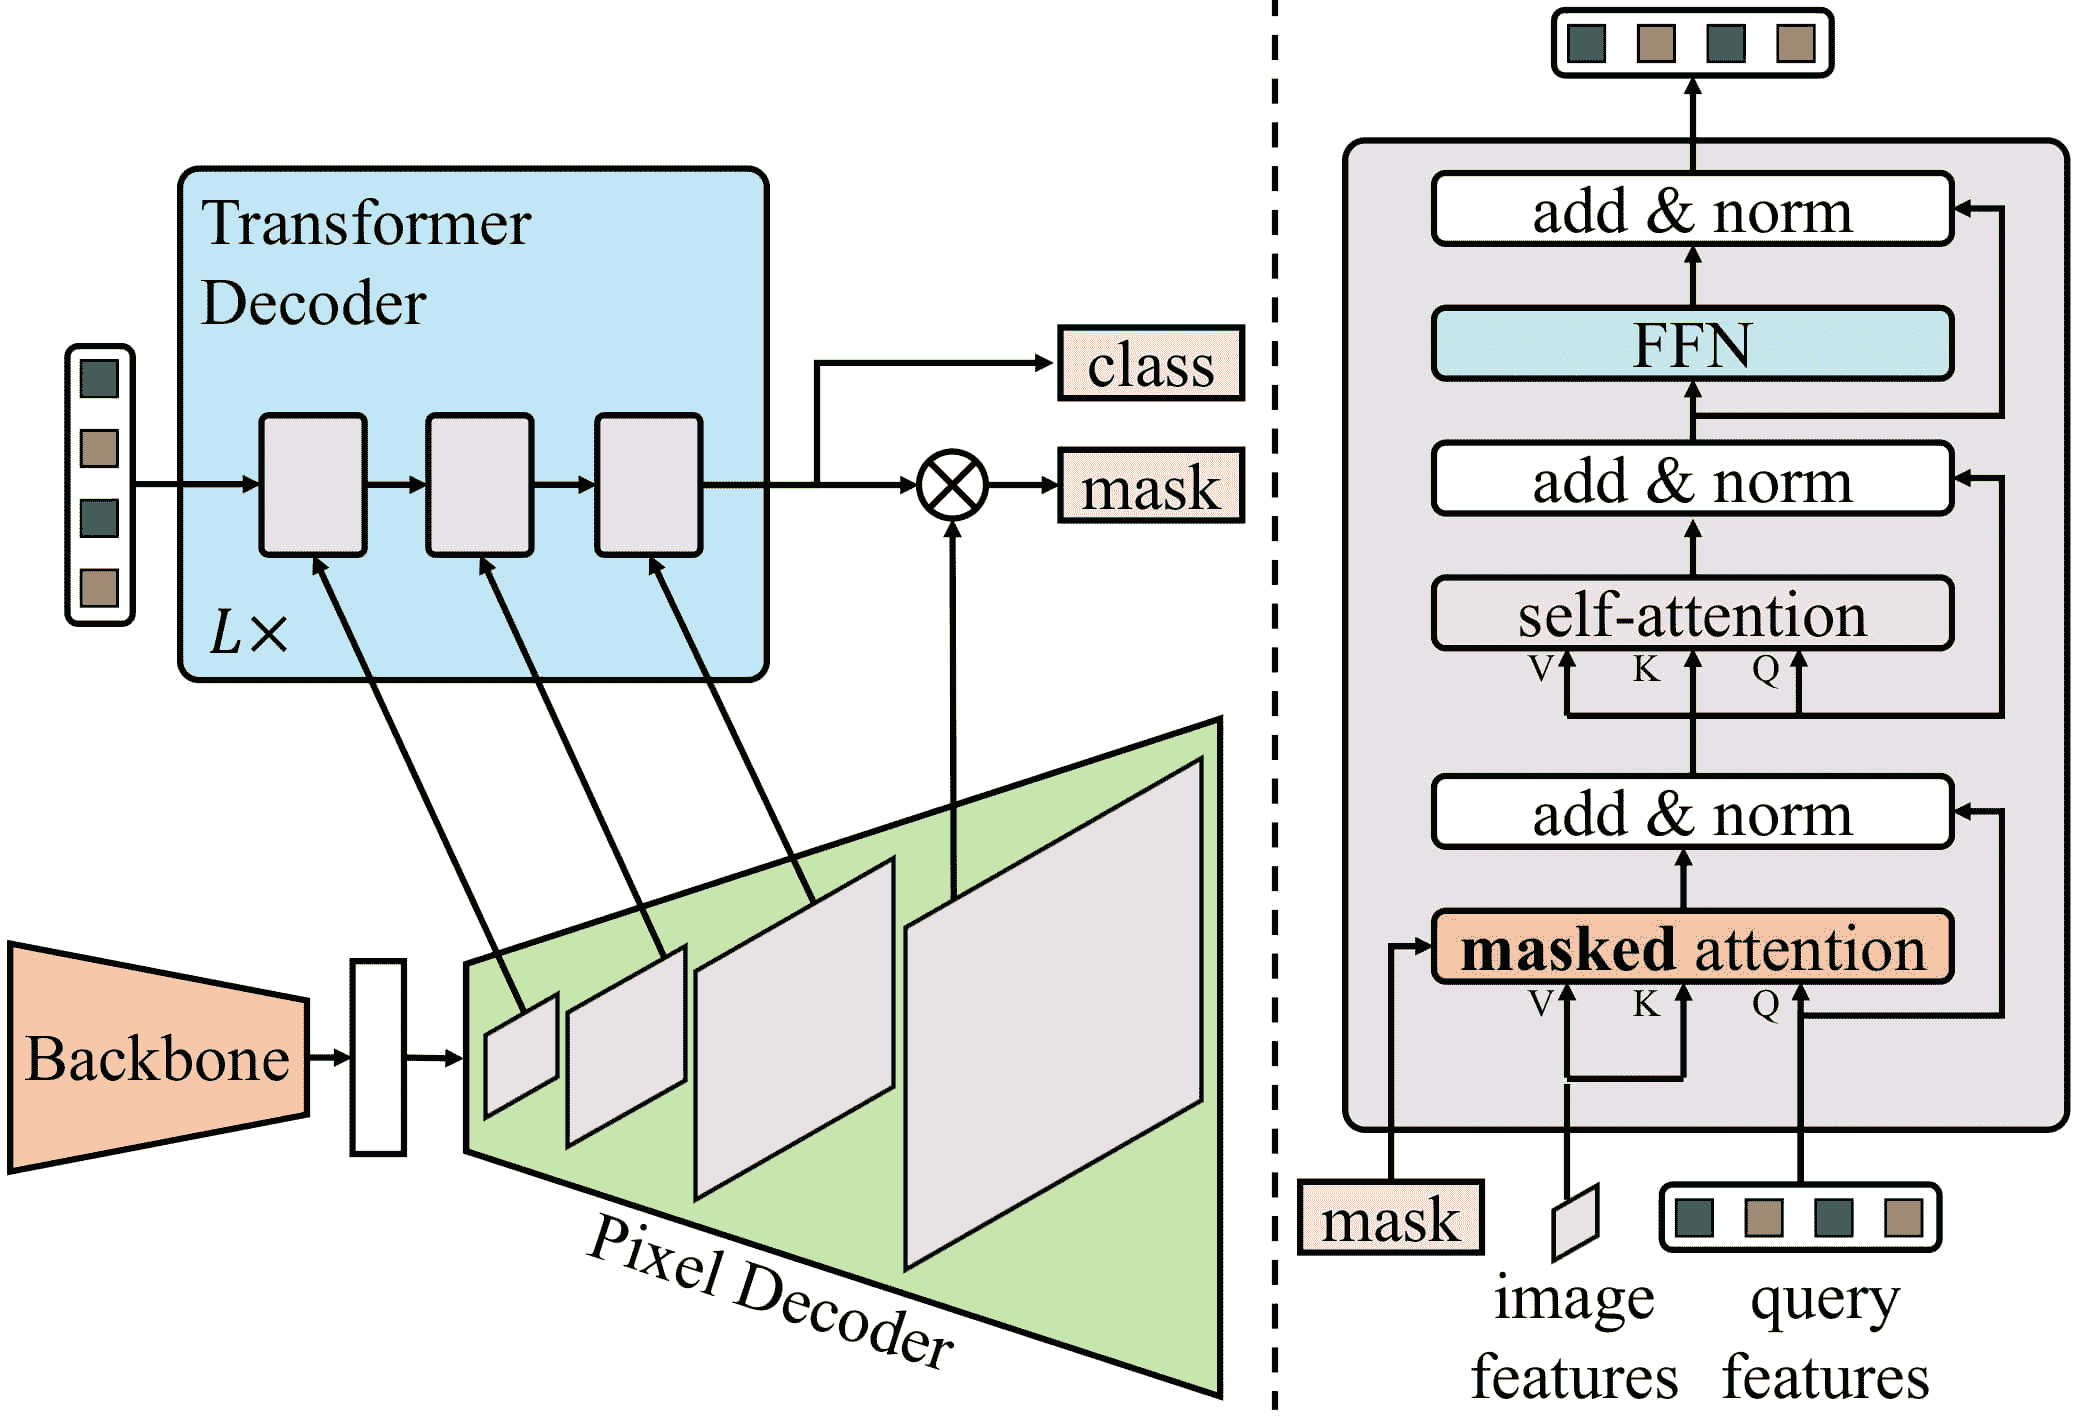 Transformer
Decoder
L×
class
mask
Backbone
Pixel Decoder
add & norm
FFN
add & norm
self-attention
V K Q
add & norm
masked attention
V K Q
mask
image
features
query
features